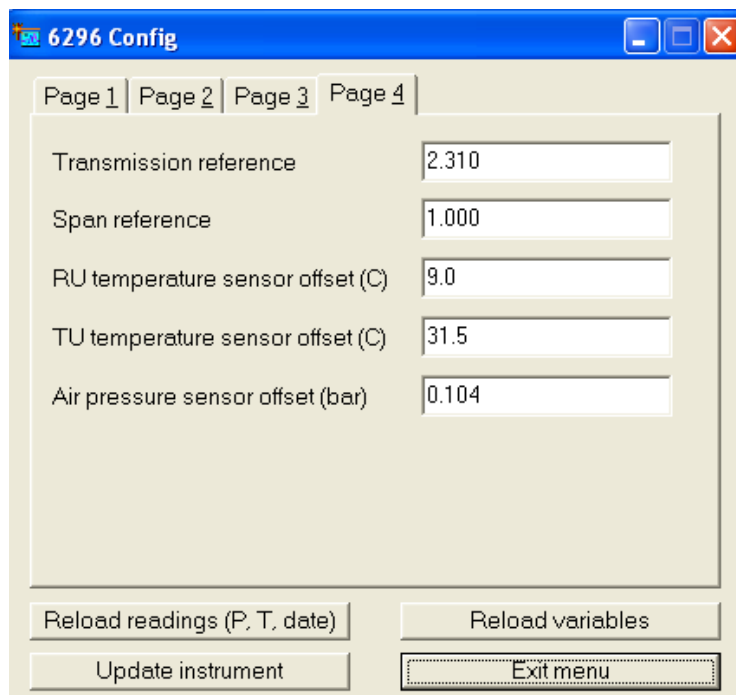 6296 Config
Page 1 Page 2 Page 3 Page 4
Transmission reference 2.310
Span reference 1.000
RU temperature sensor offset (C) 9.0
TU temperature sensor offset (C) 31.5
Air pressure sensor offset (bar) 0.104
Reload readings (P, T, date) Reload variables
Update instrument Exit menu